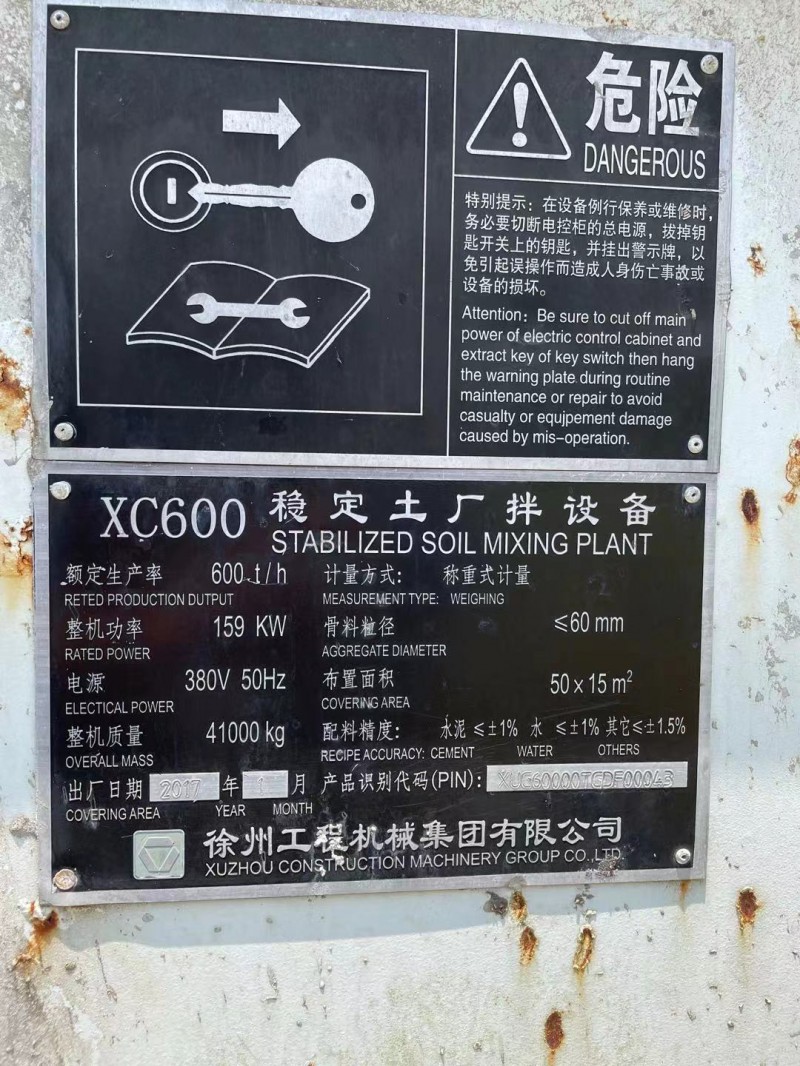 危险
DANGEROUS
特别提示：在设备例行保养或维修时，
务必要切断电控柜的总电源，拔掉钥
匙开关上的钥匙，并挂出警示牌，以
免引起误操作而造成人身伤亡事故或
设备的损坏。
Attention: Be sure to cut off main
power of electric control cabinet and
extract key of key switch then hang
the warning plate during routine
maintenance or repair to avoid
casualty or equjpement damage
caused by mis-operation.
XC600 稳定土厂拌设备
STABILIZED SOIL MIXING PLANT
额定生产率 600 t/h 计量方式： 称重式计量
RETED PRODUCTION DUTPUT MEASUREMENT TYPE: WEIGHING
整机功率 159 KW 骨料粒径 ≤60 mm
RATED POWER AGGREGATE DIAMETER
电源 380V 50Hz 布置面积 50×15 m²
ELECTICAL POWER COVERING AREA
整机质量 41000 kg 配料精度： 水泥 ≤±1% 水 ≤±1% 其它≤±1.5%
OVERALL MASS RECIPE ACCURACY: CEMENT WATER OTHERS
出厂日期 2017 年 1 月 产品识别代码(PIN)：
COVERING AREA YEAR MONTH
徐州工程机械集团有限公司
XUZHOU CONSTRUCTION MACHINERY GROUP CO.,LTD.